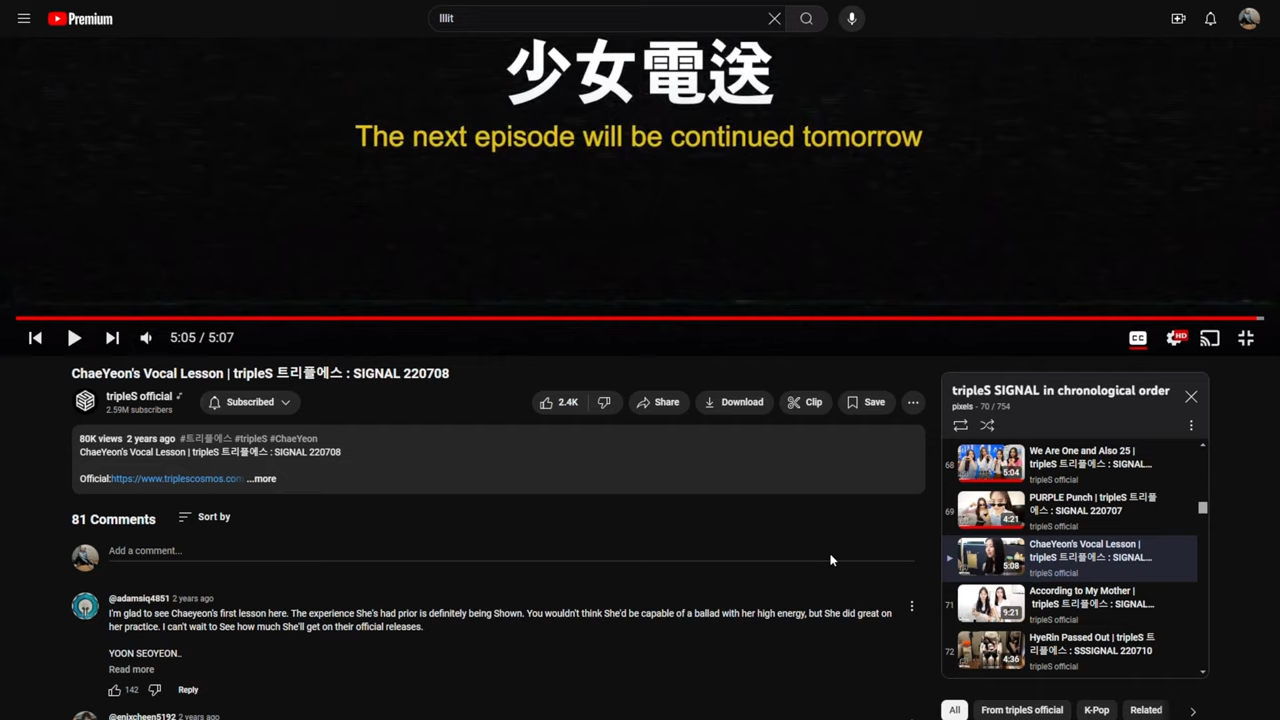 Premium
Illit
少女電送
The next episode will be continued tomorrow
5:05 / 5:07
CC
HD
ChaeYeon's Vocal Lesson | tripleS 트리플에스 : SIGNAL 220708
tripleS official
2.59M subscribers
Subscribed
2.4K
Share
Download
Clip
Save
80K views 2 years ago #트리플에스 #tripleS #ChaeYeon
ChaeYeon's Vocal Lesson | tripleS 트리플에스 : SIGNAL 220708
Official:https://www.triplescosmos.com ...more
81 Comments
Sort by
Add a comment...
@adamsiq4851 2 years ago
I'm glad to see Chaeyeon's first lesson here. The experience She's had prior is definitely being Shown. You wouldn't think She'd be capable of a ballad with her high energy, but She did great on
her practice. I can't wait to See how much She'll get on their official releases.
YOON SEOYEON..
Read more
142
Reply
@enixcheen5192 2 years ago
tripleS SIGNAL in chronological order
pixels - 70 / 754
68
5:04
We Are One and Also 25 |
tripleS 트리플에스 : SIGNAL...
tripleS official
69
4:21
PURPLE Punch | tripleS 트리플
에스 : SIGNAL 220707
tripleS official
5:08
ChaeYeon's Vocal Lesson |
tripleS 트리플에스 : SIGNAL...
tripleS official
71
9:21
According to My Mother |
tripleS 트리플에스 : SIGNAL...
tripleS official
72
4:36
HyeRin Passed Out | tripleS 트
리플에스 : SSSIGNAL 220710
tripleS official
All
From tripleS official
K-Pop
Related